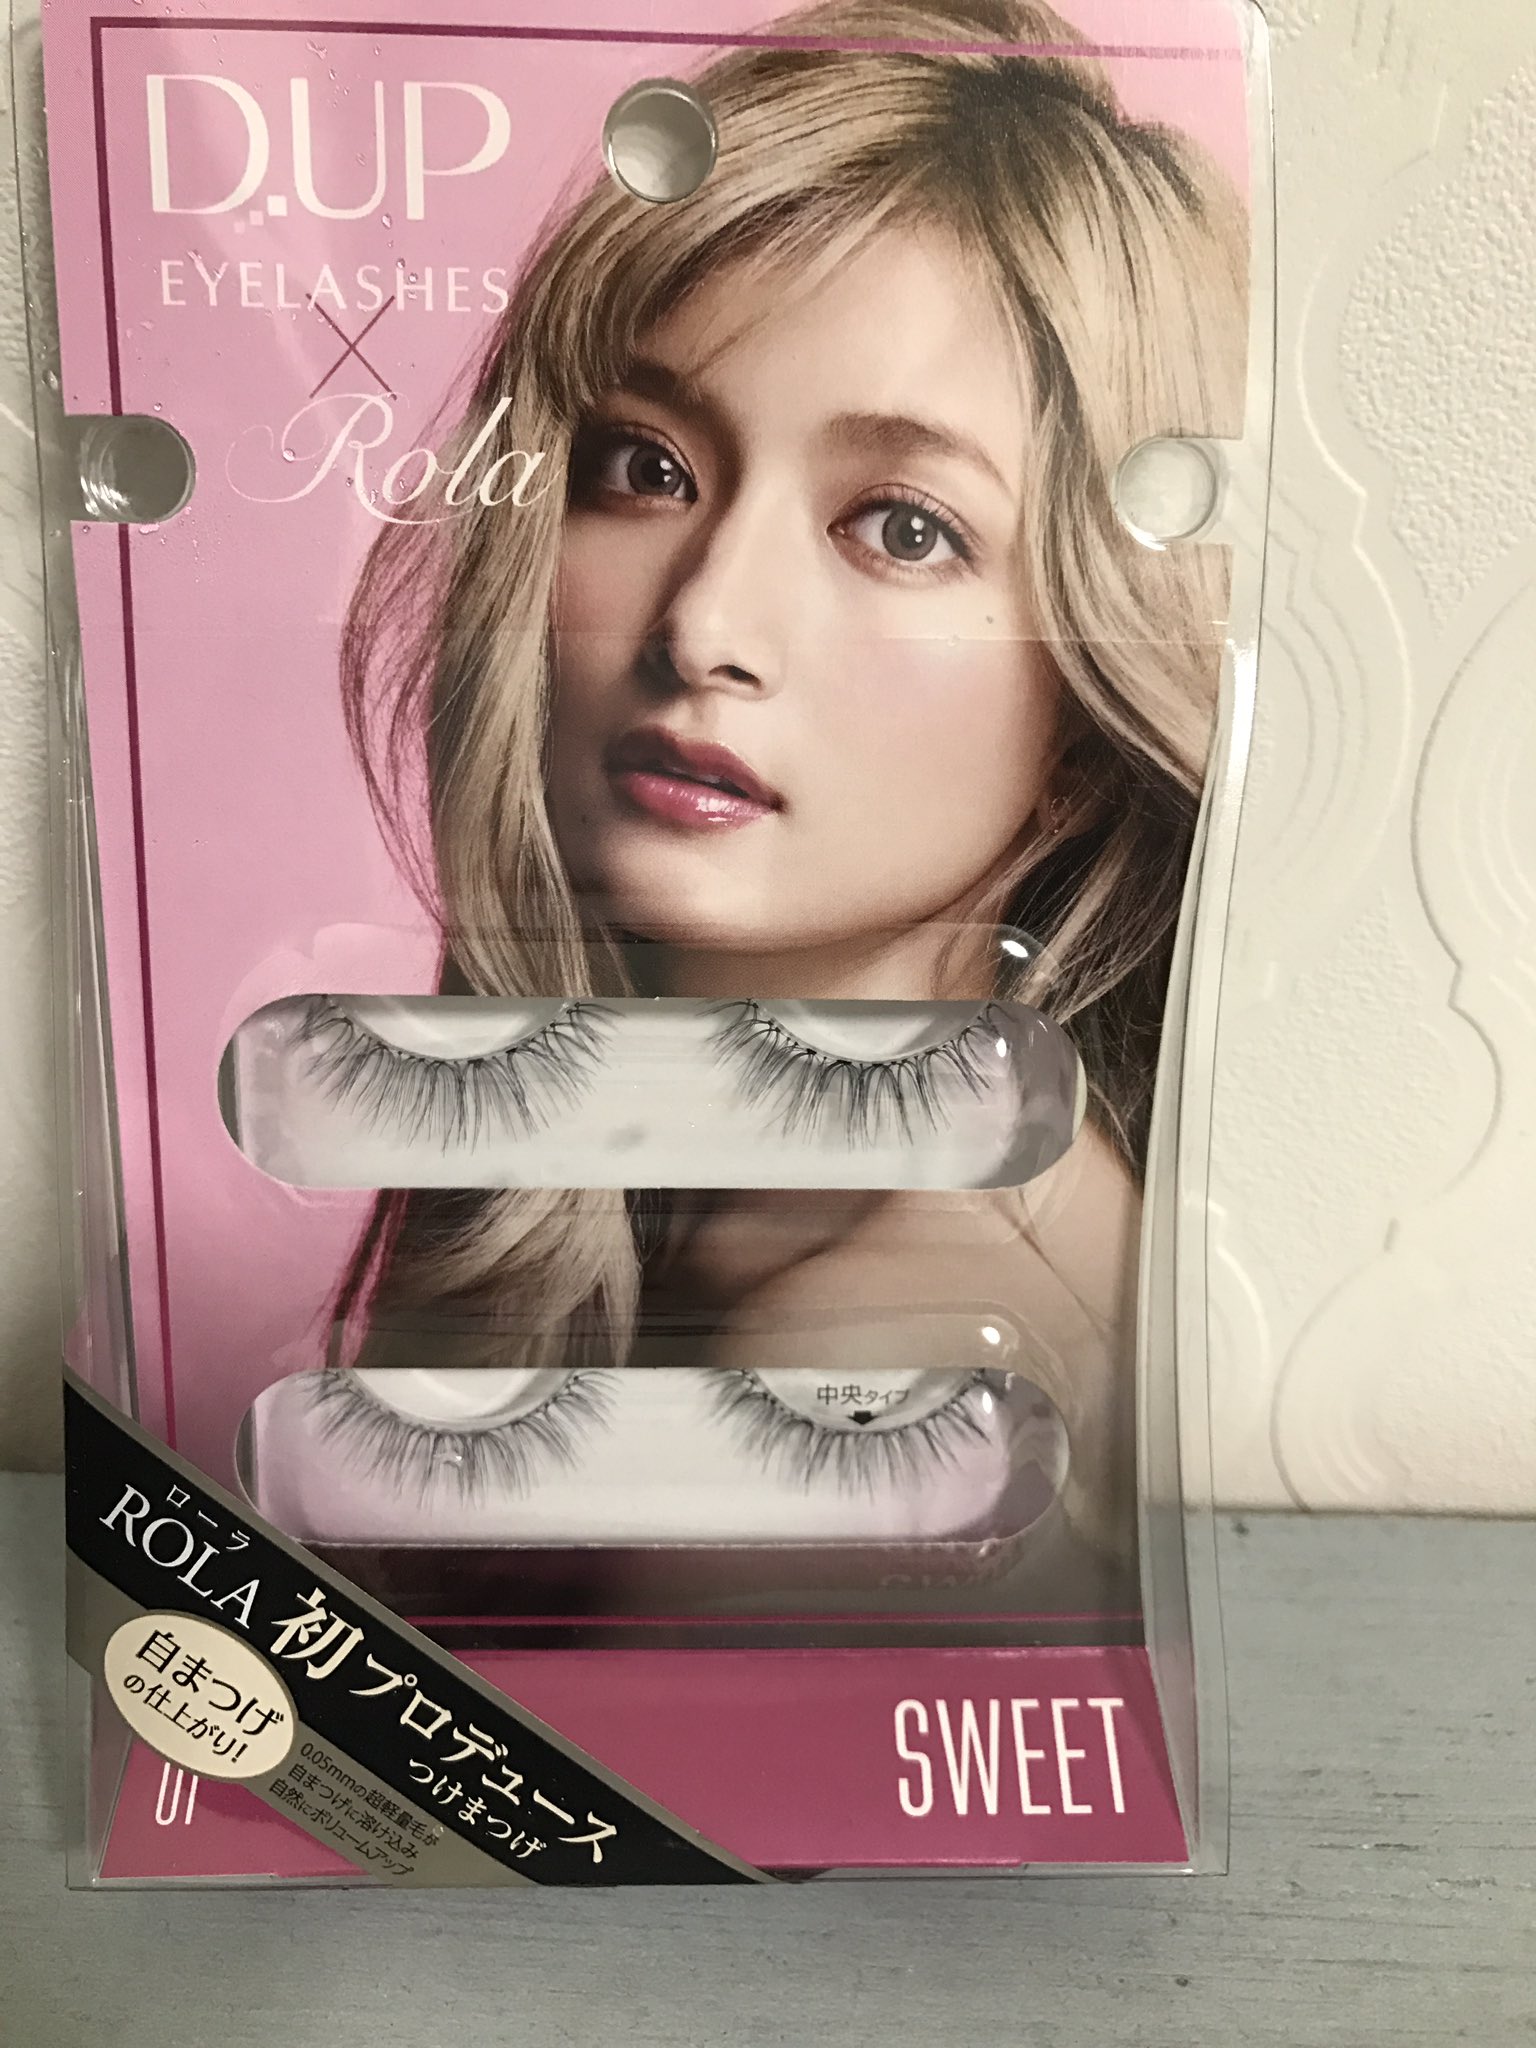 D.UP
EYELASHES
×
Rola
中央タイプ
ローラ
ROLA 初プロデュース
つけまつげ
自まつげ
の仕上がり!
0.05mmの超軽量毛が
自まつげに溶け込み
自然にボリュームアップ
01
SWEET